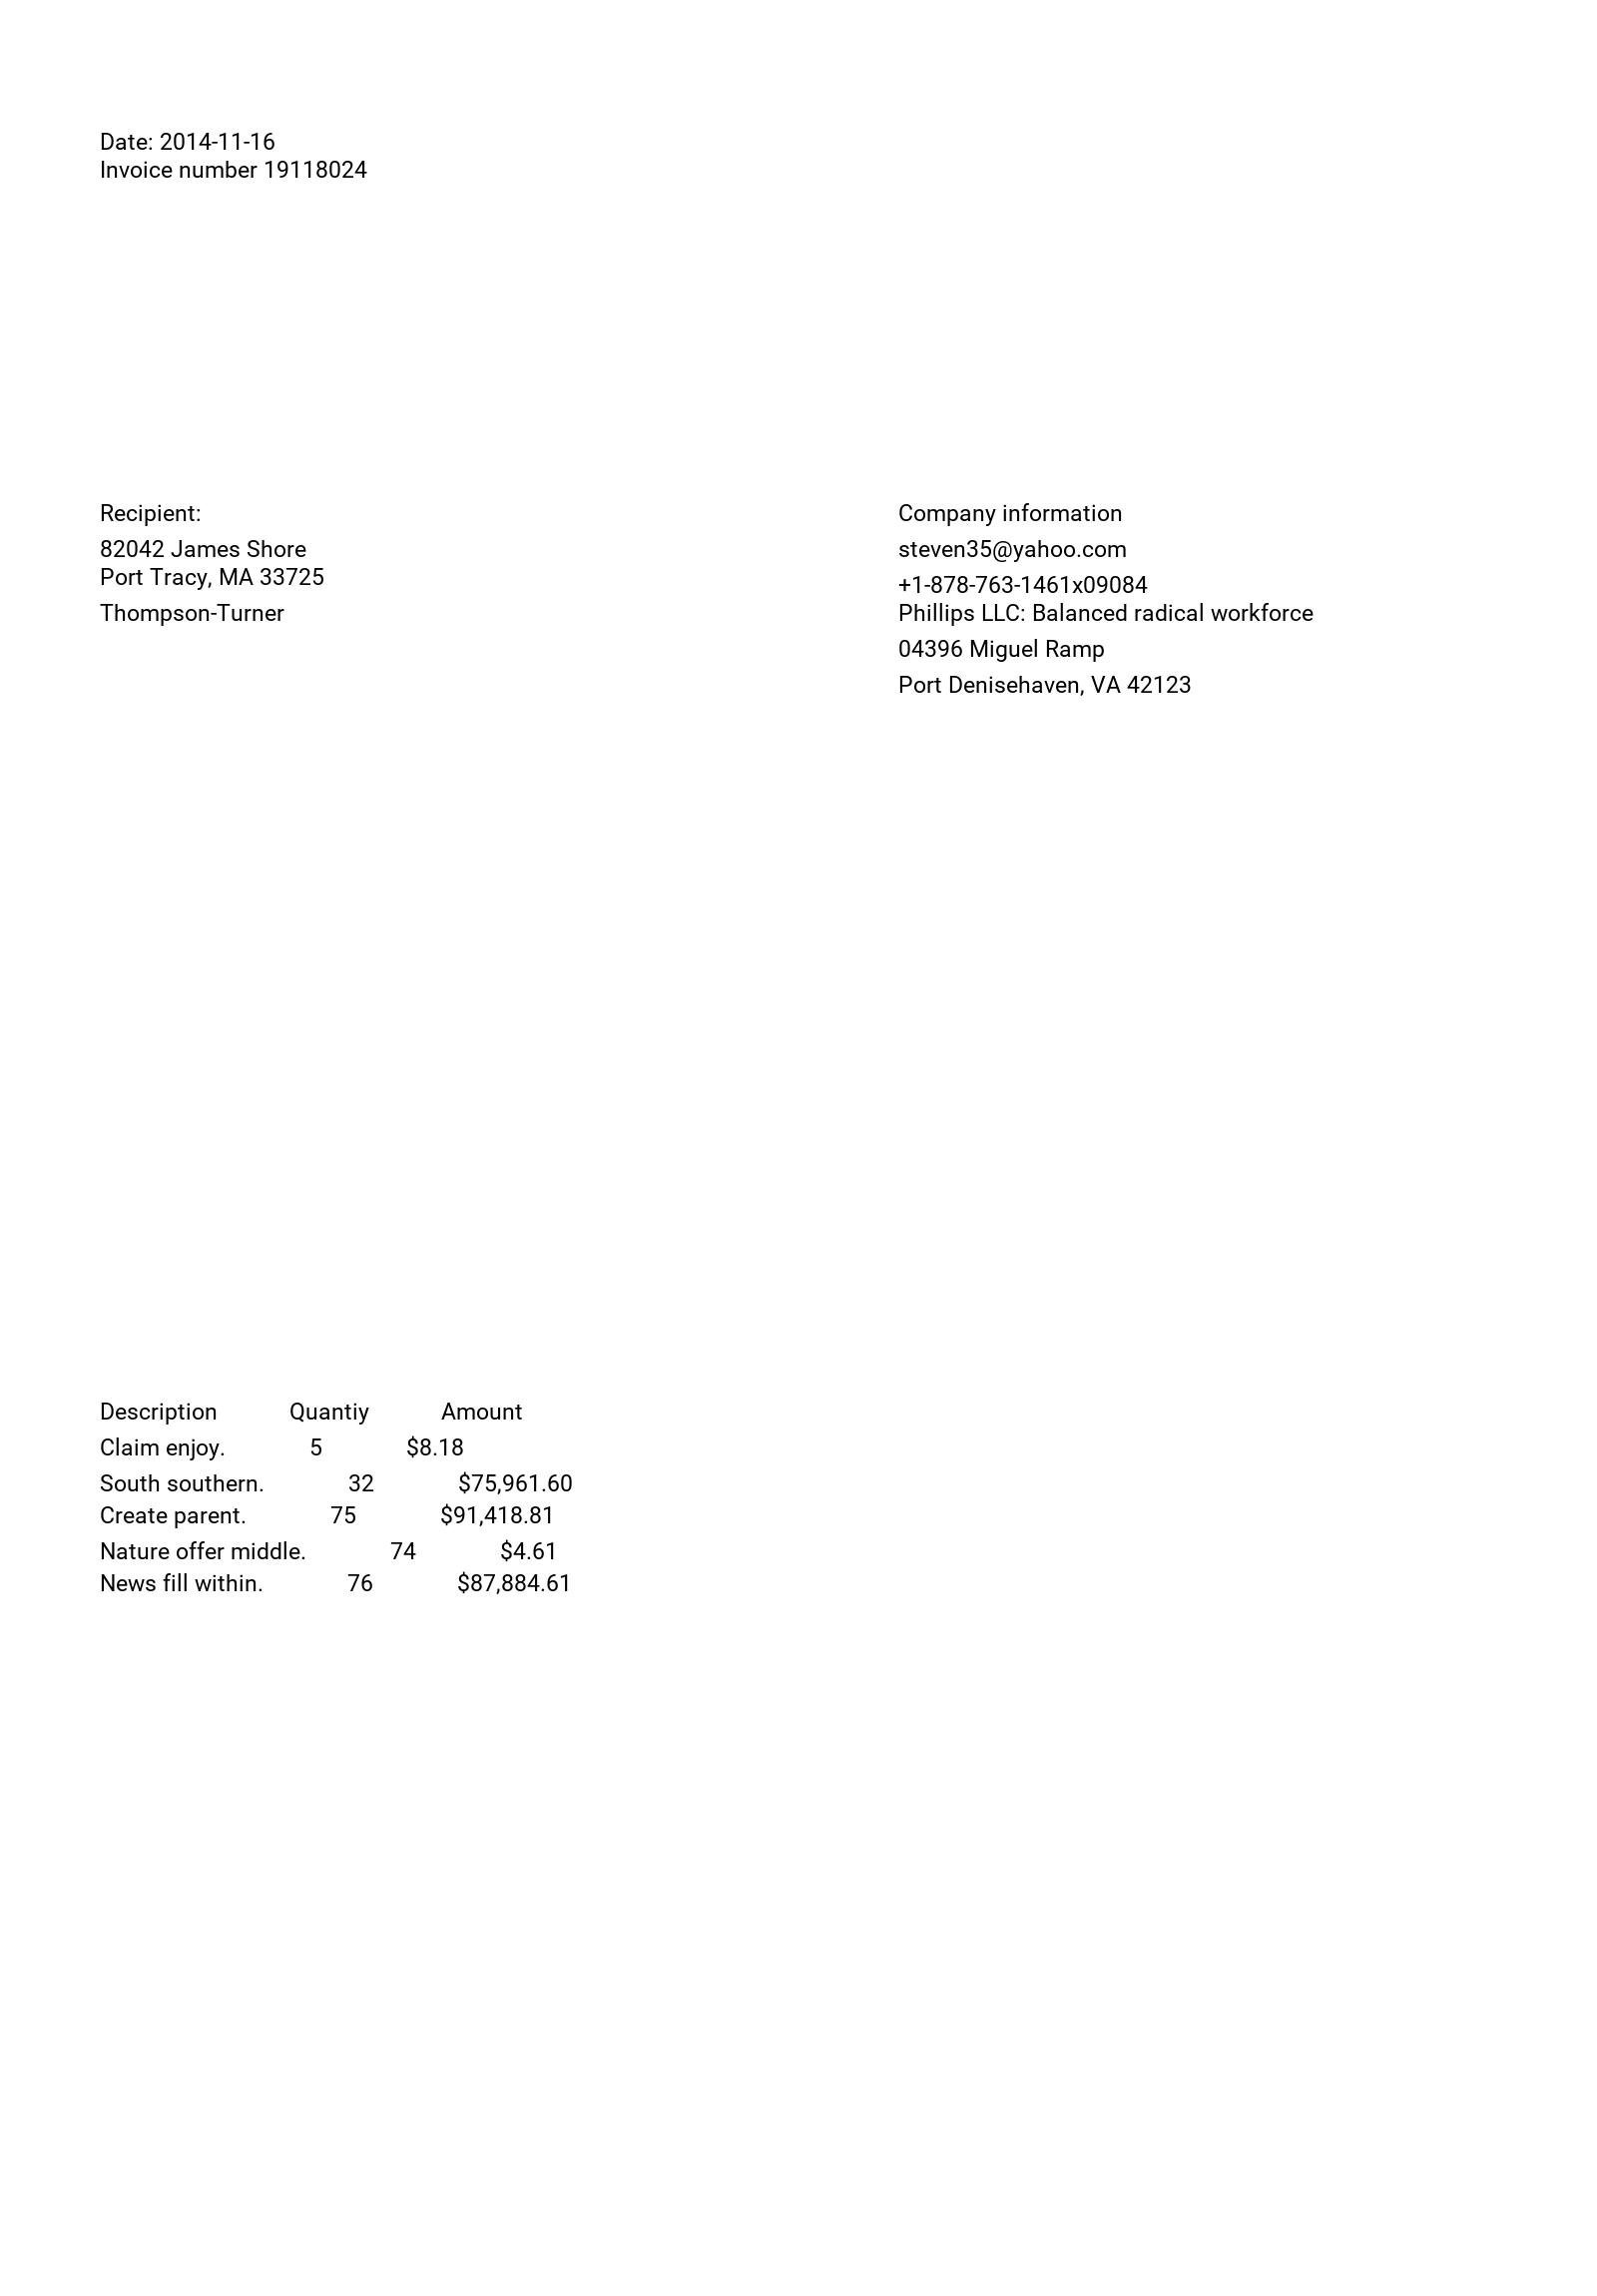 Date: 2014-11-16
Invoice number 19118024
Recipient:
82042 James Shore
Port Tracy, MA 33725
Thompson-Turner
Company information
steven35@yahoo.com
+1-878-763-1461x09084
Phillips LLC: Balanced radical workforce
04396 Miguel Ramp
Port Denisehaven, VA 42123
Description Quantiy Amount
Claim enjoy. 5 $8.18
South southern. 32 $75,961.60
Create parent. 75 $91,418.81
Nature offer middle. 74 $4.61
News fill within. 76 $87,884.61